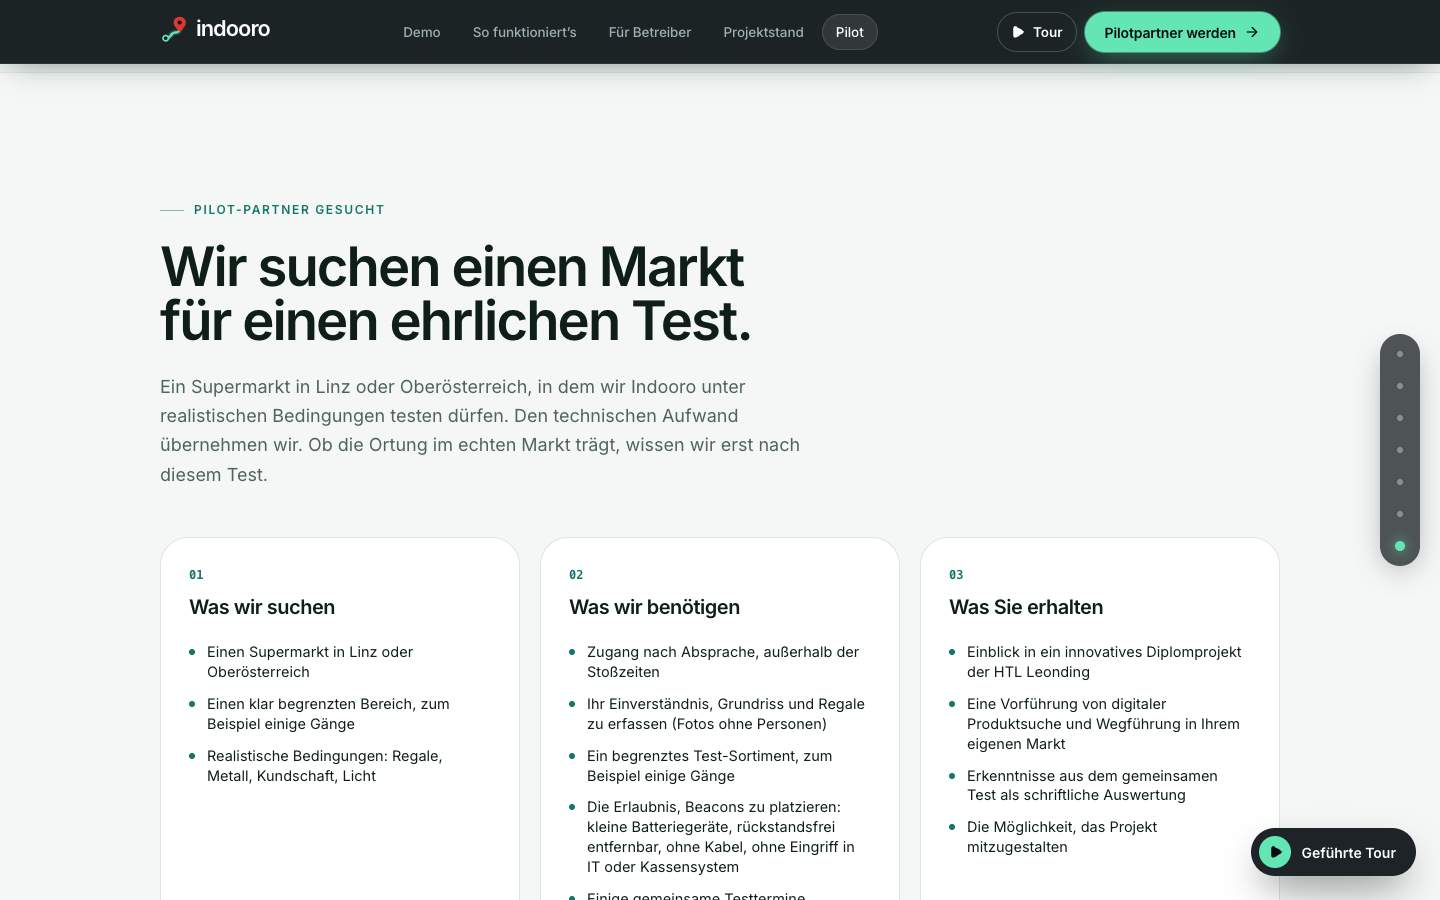 indooro
Demo
So funktioniert's
Für Betreiber
Projektstand
Pilot
Tour
Pilotpartner werden
PILOT-PARTNER GESUCHT
Wir suchen einen Markt
für einen ehrlichen Test.
Ein Supermarkt in Linz oder Oberösterreich, in dem wir Indooro unter
realistischen Bedingungen testen dürfen. Den technischen Aufwand
übernehmen wir. Ob die Ortung im echten Markt trägt, wissen wir erst nach
diesem Test.
01
Was wir suchen
Einen Supermarkt in Linz oder
Oberösterreich
Einen klar begrenzten Bereich, zum
Beispiel einige Gänge
Realistische Bedingungen: Regale,
Metall, Kundschaft, Licht
02
Was wir benötigen
Zugang nach Absprache, außerhalb der
Stoßzeiten
Ihr Einverständnis, Grundriss und Regale
zu erfassen (Fotos ohne Personen)
Ein begrenztes Test-Sortiment, zum
Beispiel einige Gänge
Die Erlaubnis, Beacons zu platzieren:
kleine Batteriegeräte, rückstandsfrei
entfernbar, ohne Kabel, ohne Eingriff in
IT oder Kassensystem
Einige gemeinsame Testtermine
03
Was Sie erhalten
Einblick in ein innovatives Diplomprojekt
der HTL Leonding
Eine Vorführung von digitaler
Produktsuche und Wegführung in Ihrem
eigenen Markt
Erkenntnisse aus dem gemeinsamen
Test als schriftliche Auswertung
Die Möglichkeit, das Projekt
mitzugestalten
Geführte Tour